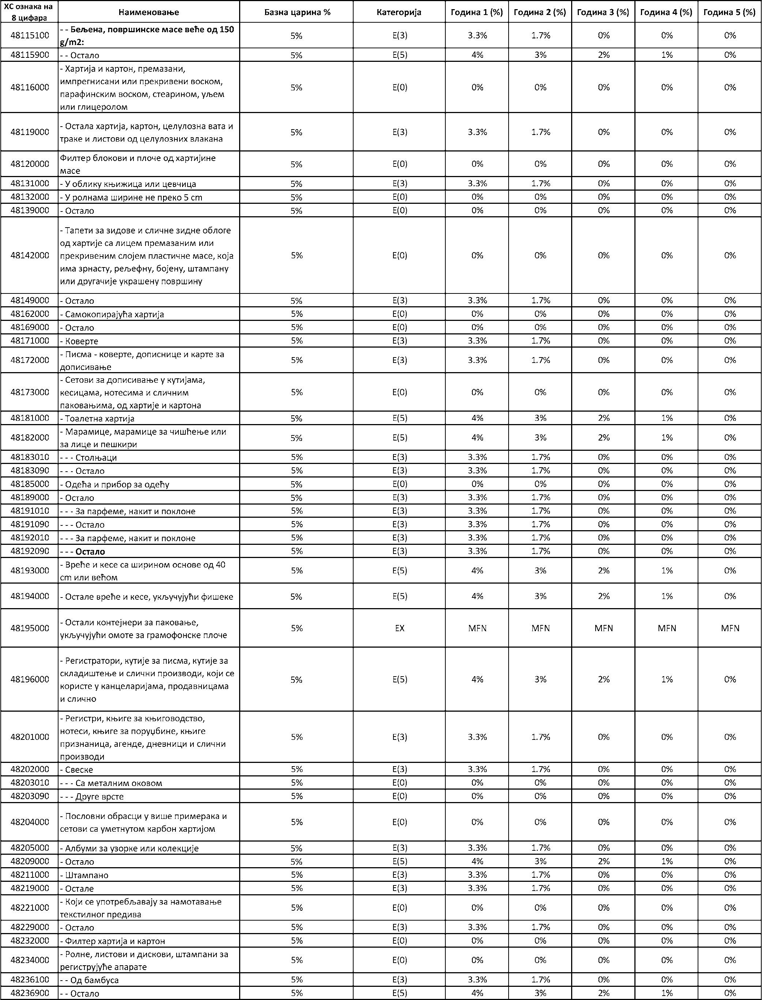 ХС ознака на 8 цифара Наименовање Базна царина % Категорија Година 1 (%) Година 2 (%) Година 3 (%) Година 4 (%) Година 5 (%)
48115100 - - Бељена, површинске масе веће од 150 g/m2: 5% E(3) 3.3% 1.7% 0% 0% 0%
48115900 - - Остало 5% E(5) 4% 3% 2% 1% 0%
48116000 - Хартија и картон, премазани, импрегнисани или прекривени воском, парафинским воском, стеарином, уљем или глицеролом 5% E(0) 0% 0% 0% 0% 0%
48119000 - Остала хартија, картон, целулозна вата и траке и листови од целулозних влакана 5% E(3) 3.3% 1.7% 0% 0% 0%
48120000 Филтер блокови и плоче од хартијине масе 5% E(0) 0% 0% 0% 0% 0%
48131000 - У облику књижица или цевчица 5% E(3) 3.3% 1.7% 0% 0% 0%
48132000 - У ролнама ширине не преко 5 cm 5% E(0) 0% 0% 0% 0% 0%
48139000 - Остало 5% E(0) 0% 0% 0% 0% 0%
48142000 - Тапети за зидове и сличне зидне облоге од хартије са лицем премазаним или прекривеним слојем пластичне масе, која има зрнасту, рељефну, бојену, штампану или другачије украшену површину 5% E(0) 0% 0% 0% 0% 0%
48149000 - Остало 5% E(3) 3.3% 1.7% 0% 0% 0%
48162000 - Самокопирајућа хартија 5% E(0) 0% 0% 0% 0% 0%
48169000 - Остало 5% E(0) 0% 0% 0% 0% 0%
48171000 - Коверте 5% E(3) 3.3% 1.7% 0% 0% 0%
48172000 - Писма - коверте, дописнице и карте за дописивање 5% E(3) 3.3% 1.7% 0% 0% 0%
48173000 - Сетови за дописивање у кутијама, кесицама, нотесима и сличним паковањима, од хартије и картона 5% E(0) 0% 0% 0% 0% 0%
48181000 - Тоалетна хартија 5% E(5) 4% 3% 2% 1% 0%
48182000 - Марамице, марамице за чишћење или за лице и пешкири 5% E(5) 4% 3% 2% 1% 0%
48183010 - - - Столњаци 5% E(3) 3.3% 1.7% 0% 0% 0%
48183090 - - - Остало 5% E(3) 3.3% 1.7% 0% 0% 0%
48185000 - Одећа и прибор за одећу 5% E(0) 0% 0% 0% 0% 0%
48189000 - Остало 5% E(3) 3.3% 1.7% 0% 0% 0%
48191010 - - - За парфеме, накит и поклоне 5% E(3) 3.3% 1.7% 0% 0% 0%
48191090 - - - Остало 5% E(3) 3.3% 1.7% 0% 0% 0%
48192010 - - - За парфеме, накит и поклоне 5% E(3) 3.3% 1.7% 0% 0% 0%
48192090 - - - Остало 5% E(3) 3.3% 1.7% 0% 0% 0%
48193000 - Вреће и кесе са ширином основе од 40 cm или већом 5% E(5) 4% 3% 2% 1% 0%
48194000 - Остале вреће и кесе, укључујући фишеке 5% E(5) 4% 3% 2% 1% 0%
48195000 - Остали контејнери за паковање, укључујући омоте за грамофонске плоче 5% EX MFN MFN MFN MFN MFN
48196000 - Регистратори, кутије за писма, кутије за складиштење и слични производи, који се користе у канцеларијама, продавницама и слично 5% E(5) 4% 3% 2% 1% 0%
48201000 - Регистри, књиге за књиговодство, нотеси, књиге за поруџбине, књиге признаница, агенде, дневници и слични производи 5% E(3) 3.3% 1.7% 0% 0% 0%
48202000 - Свеске 5% E(3) 3.3% 1.7% 0% 0% 0%
48203010 - - - Са металним оковом 5% E(0) 0% 0% 0% 0% 0%
48203090 - - - Друге врсте 5% E(0) 0% 0% 0% 0% 0%
48204000 - Пословни обрасци у више примерака и сетови са уметнутом карбон хартијом 5% E(0) 0% 0% 0% 0% 0%
48205000 - Албуми за узорке или колекције 5% E(3) 3.3% 1.7% 0% 0% 0%
48209000 - Остало 5% E(5) 4% 3% 2% 1% 0%
48211000 - Штампано 5% E(3) 3.3% 1.7% 0% 0% 0%
48219000 - Остале 5% E(3) 3.3% 1.7% 0% 0% 0%
48221000 - Који се употребљавају за намотавање текстилног предива 5% E(0) 0% 0% 0% 0% 0%
48229000 - Остало 5% E(3) 3.3% 1.7% 0% 0% 0%
48232000 - Филтер хартија и картон 5% E(0) 0% 0% 0% 0% 0%
48234000 - Ролне, листови и дискови, штампани за региструјуће апарате 5% E(0) 0% 0% 0% 0% 0%
48236100 - - Од бамбуса 5% E(3) 3.3% 1.7% 0% 0% 0%
48236900 - - Остало 5% E(5) 4% 3% 2% 1% 0%